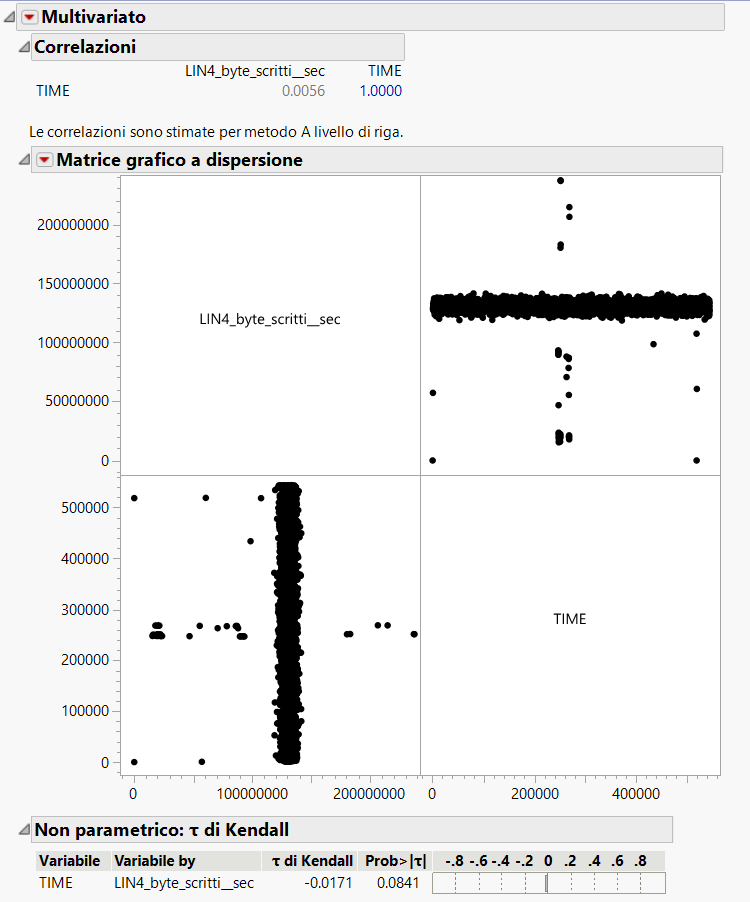 Multivariato
Correlazioni
LIN4_byte_scritti__sec TIME
TIME 0.0056 1.0000
Le correlazioni sono stimate per metodo A livello di riga.
Matrice grafico a dispersione
200000000
150000000
100000000
50000000
0
LIN4_byte_scritti__sec
500000
400000
300000
200000
100000
0
TIME
0 100000000 200000000 0 200000 400000
Non parametrico: τ di Kendall
Variabile Variabile by τ di Kendall Prob>|τ| -.8 -.6 -.4 -.2 0 .2 .4 .6 .8
TIME LIN4_byte_scritti__sec -0.0171 0.0841